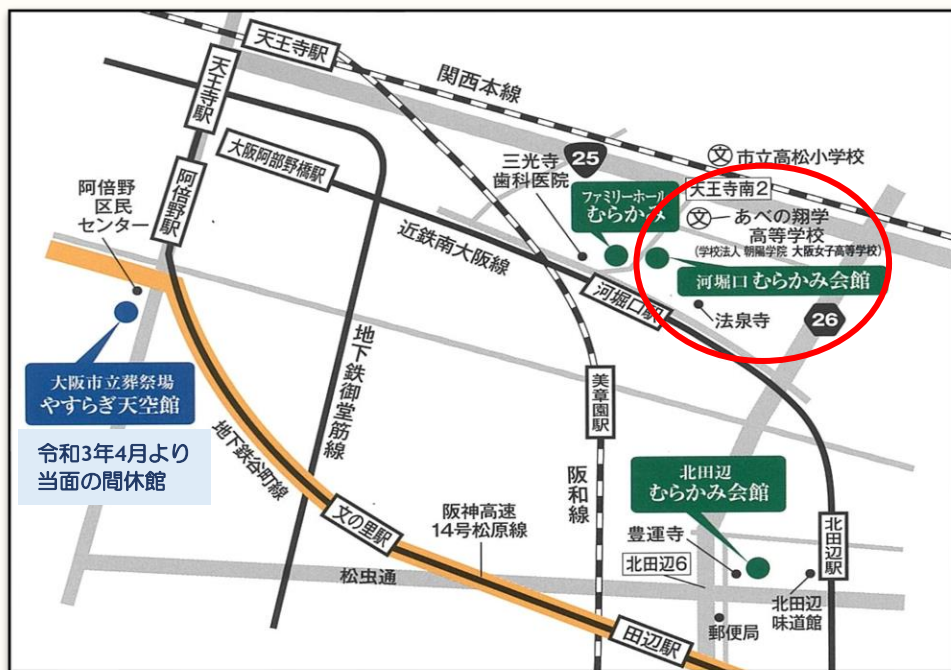 天王寺駅
関西本線
天王寺駅
大阪阿部野橋駅
三光寺
歯科医院
25
市立高松小学校
文
天王寺南2
ファミリーホール
むらかみ
文
あべの翔学
高等学校
(学校法人 朝陽学院 大阪女子高等学校)
河堀口 むらかみ会館
阿倍野
区民
センター
阿倍野駅
近鉄南大阪線
河堀口駅
法泉寺
26
大阪市立葬祭場
やすらぎ天空館
令和3年4月より
当面の間休館
地下鉄御堂筋線
地下鉄谷町線
美章園駅
阪和線
北田辺
むらかみ会館
文の里駅
阪神高速
14号松原線
豊運寺
北田辺6
北田辺駅
松虫通
北田辺
味道館
郵便局
田辺駅